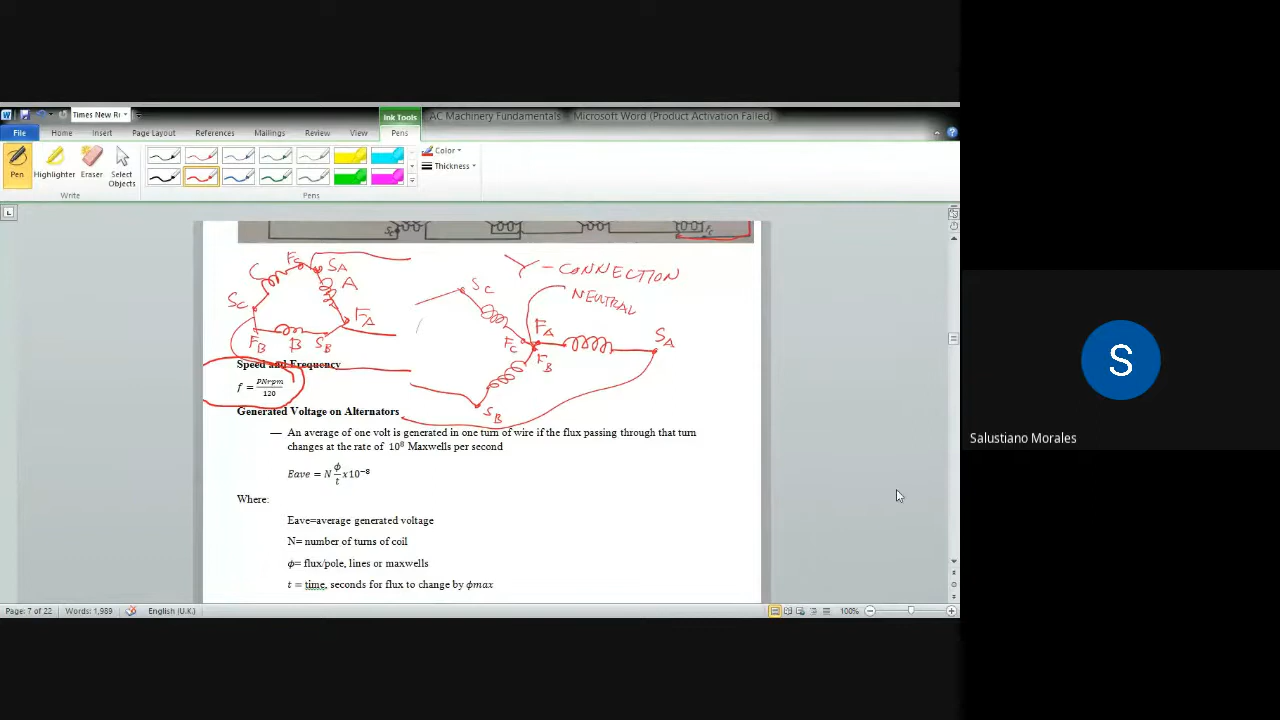 Times New R
Ink Tools
AC Machinery Fundamentals - Microsoft Word (Product Activation Failed)
File Home Insert Page Layout References Mailings Review View Pens
Pen Highlighter Eraser Select Objects
Color
Thickness
Write Pens
L
Y - CONNECTION
NEUTRAL
C FC SA
A
SC
FA
FB B SB
SC
FC FA
FB
SA
SB
Speed and Frequency
f = PNrpm/120
Generated Voltage on Alternators
— An average of one volt is generated in one turn of wire if the flux passing through that turn
changes at the rate of 10⁸ Maxwells per second
Eave = N ϕ/t x10⁻⁸
Where:
Eave=average generated voltage
N= number of turns of coil
ϕ= flux/pole, lines or maxwells
t = time, seconds for flux to change by ϕmax
Page: 7 of 22 Words: 1,989 English (U.K.) 100%
S
Salustiano Morales